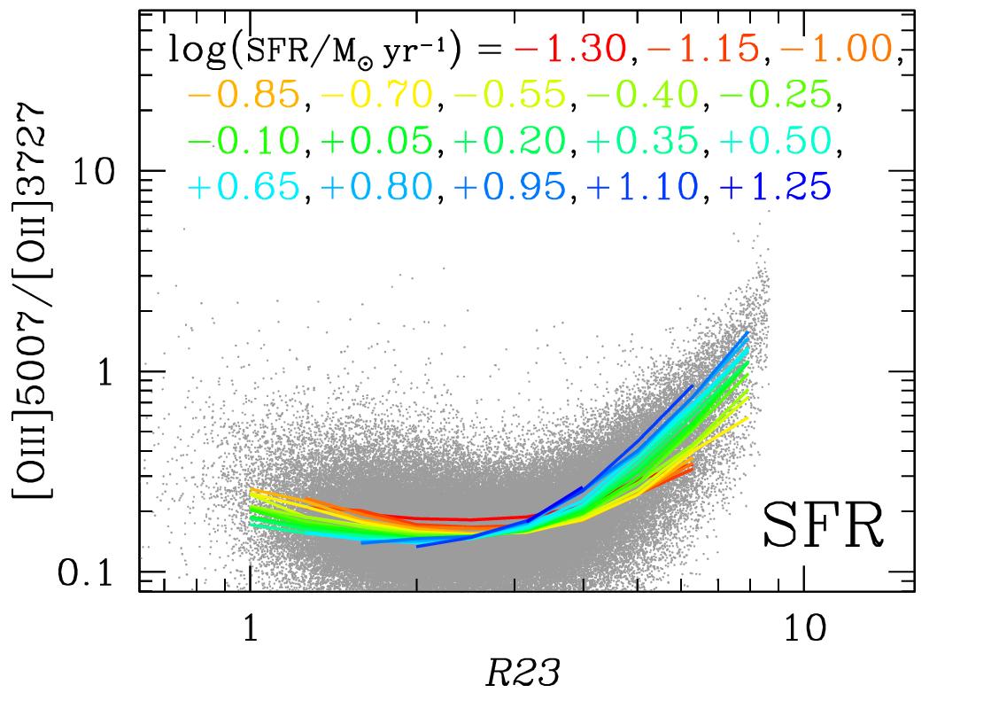 log(SFR/M⊙ yr⁻¹) = −1.30, −1.15, −1.00,
−0.85, −0.70, −0.55, −0.40, −0.25,
−0.10, +0.05, +0.20, +0.35, +0.50,
+0.65, +0.80, +0.95, +1.10, +1.25
[OIII]5007/[OII]3727
10
1
0.1
SFR
1
10
R23